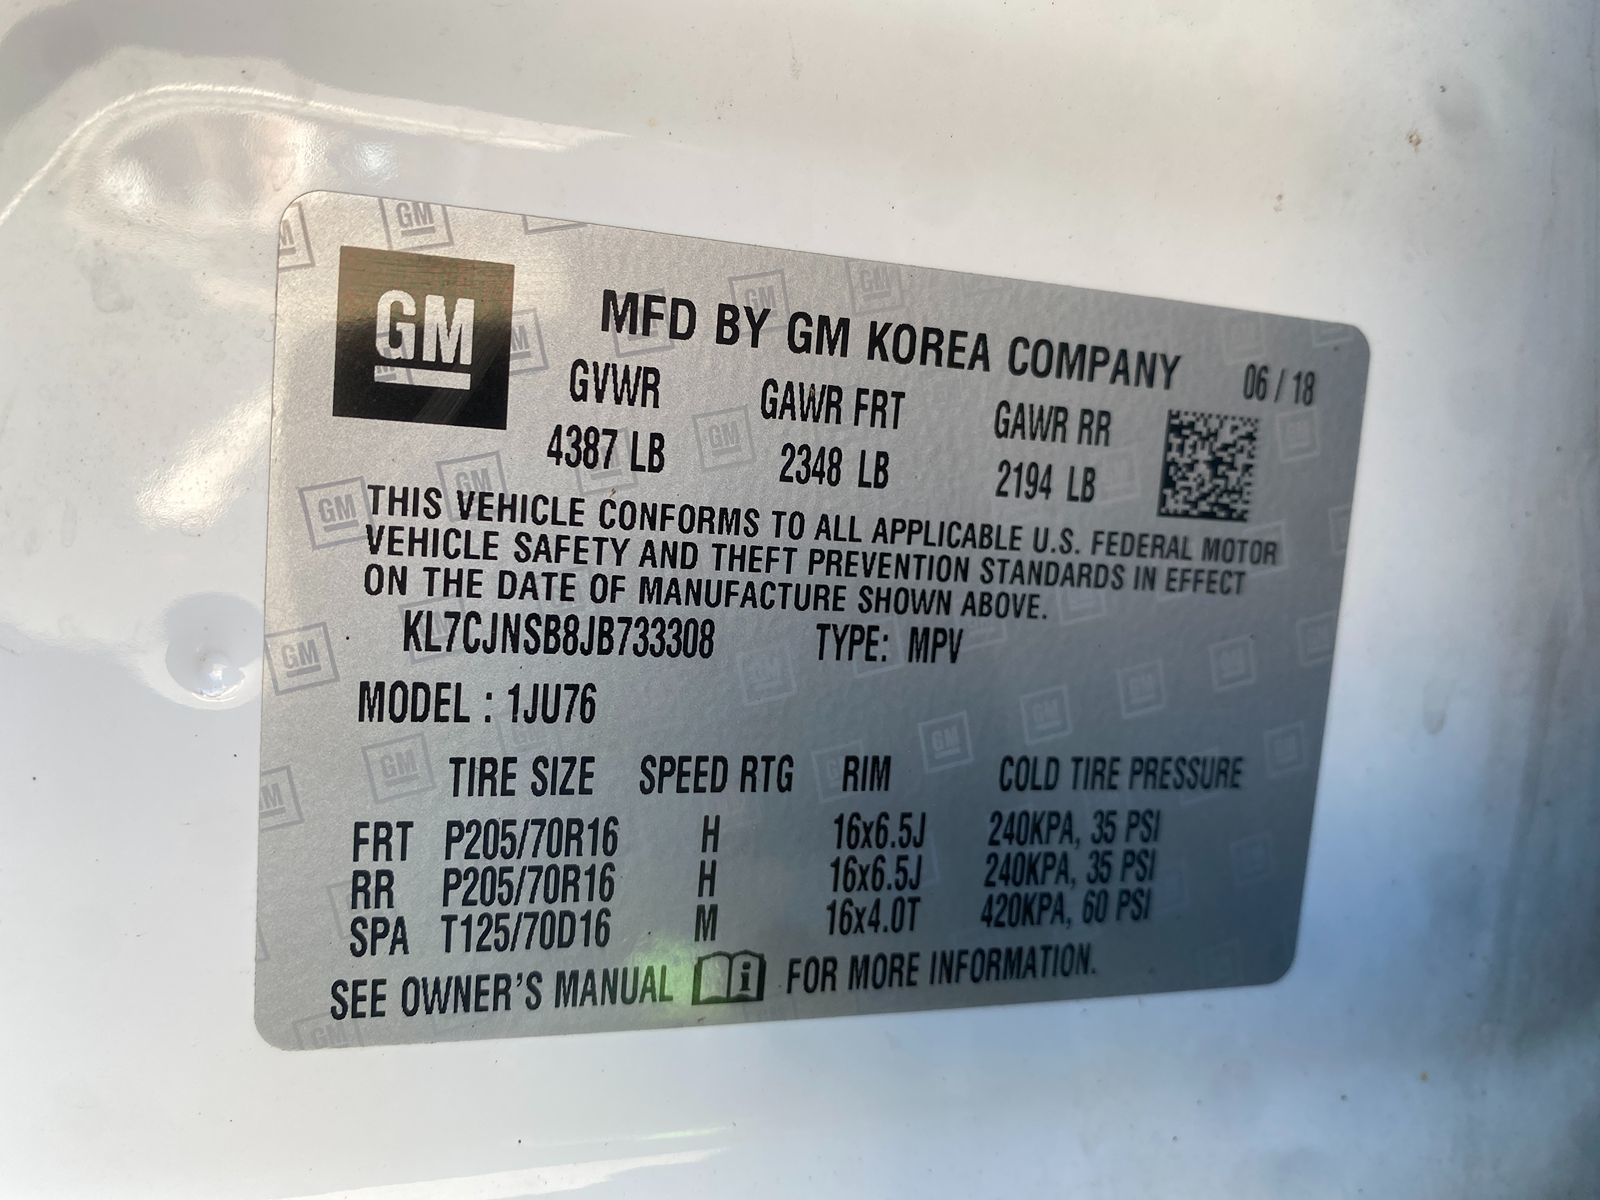 GM
MFD BY GM KOREA COMPANY 06 / 18
GVWR GAWR FRT GAWR RR
4387 LB 2348 LB 2194 LB
THIS VEHICLE CONFORMS TO ALL APPLICABLE U.S. FEDERAL MOTOR
VEHICLE SAFETY AND THEFT PREVENTION STANDARDS IN EFFECT
ON THE DATE OF MANUFACTURE SHOWN ABOVE.
KL7CJNSB8JB733308 TYPE: MPV
MODEL : 1JU76
TIRE SIZE SPEED RTG RIM COLD TIRE PRESSURE
FRT P205/70R16 H 16x6.5J 240KPA, 35 PSI
RR P205/70R16 H 16x6.5J 240KPA, 35 PSI
SPA T125/70D16 M 16x4.0T 420KPA, 60 PSI
SEE OWNER'S MANUAL i FOR MORE INFORMATION.